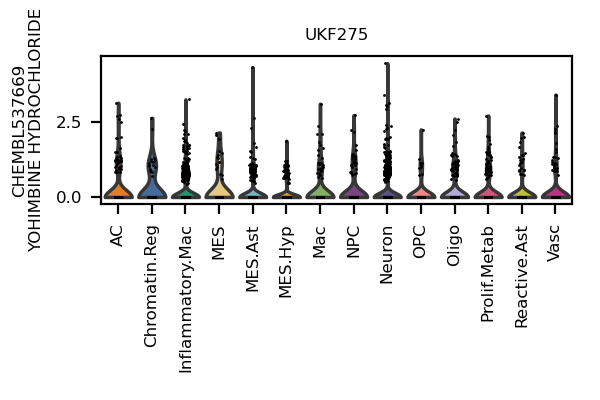 UKF275
CHEMBL537669
YOHIMBINE HYDROCHLORIDE
2.5
0.0
AC
Chromatin.Reg
Inflammatory.Mac
MES
MES.Ast
MES.Hyp
Mac
NPC
Neuron
OPC
Oligo
Prolif.Metab
Reactive.Ast
Vasc